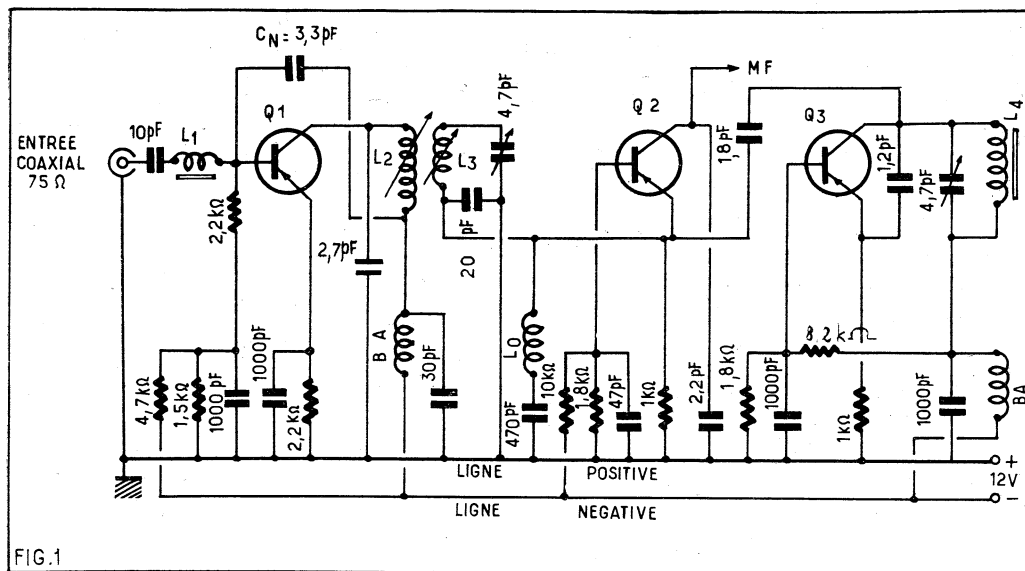 C_N = 3,3pF
MF
Q1
Q2
Q3
L4
10pF
L1
ENTREE
COAXIAL
75 Ω
L2
L3
4,7pF
1,8pF
1,2pF
4,7pF
2,2kΩ
2,7pF
20 pF
BA
30pF
L0
8,2k
4,7kΩ
1,5kΩ
1000pF
1000pF
2,2kΩ
470pF
10kΩ
1,8kΩ
47pF
1kΩ
2,2pF
1,8kΩ
1000pF
1kΩ
1000pF
BA
LIGNE POSITIVE
+
12V
LIGNE NEGATIVE
-
FIG.1